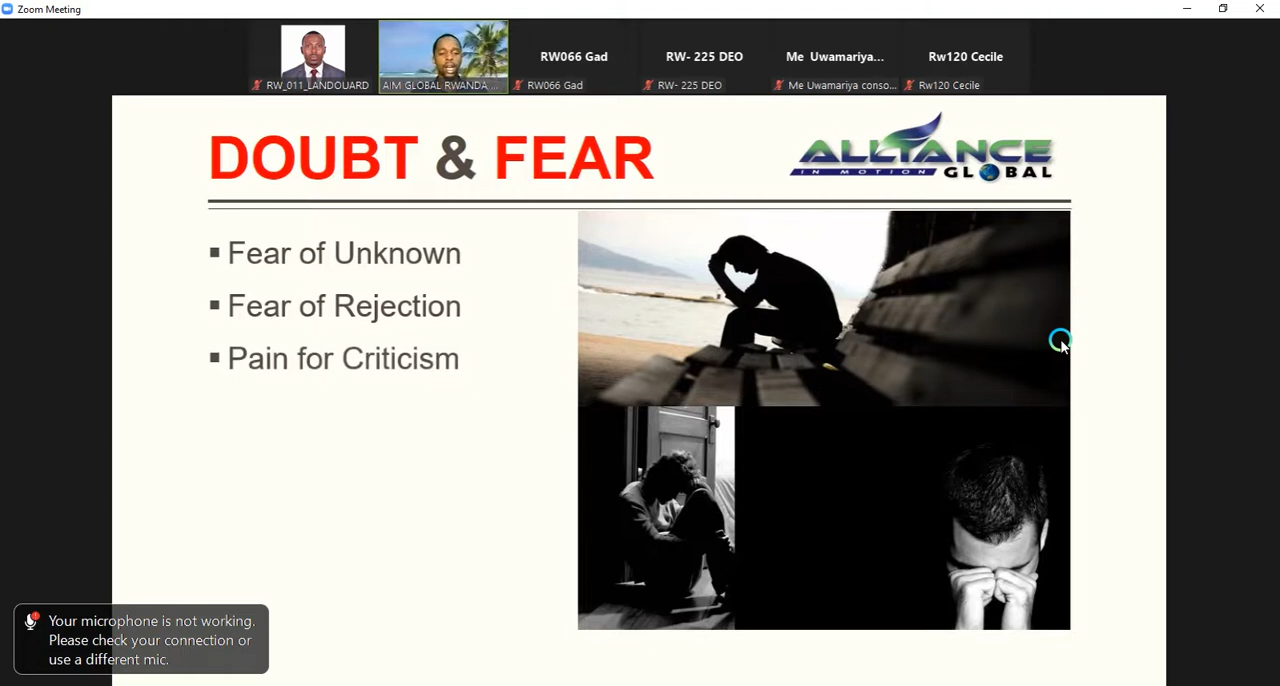 Zoom Meeting
RW066 Gad
RW- 225 DEO
Me Uwamariya...
Rw120 Cecile
RW_011_LANDOUARD
AIM GLOBAL RWANDA ...
RW066 Gad
RW- 225 DEO
Me Uwamariya conso...
Rw120 Cecile
DOUBT & FEAR
ALLIANCE
IN MOTION GLOBAL
▪ Fear of Unknown
▪ Fear of Rejection
▪ Pain for Criticism
Your microphone is not working.
Please check your connection or
use a different mic.